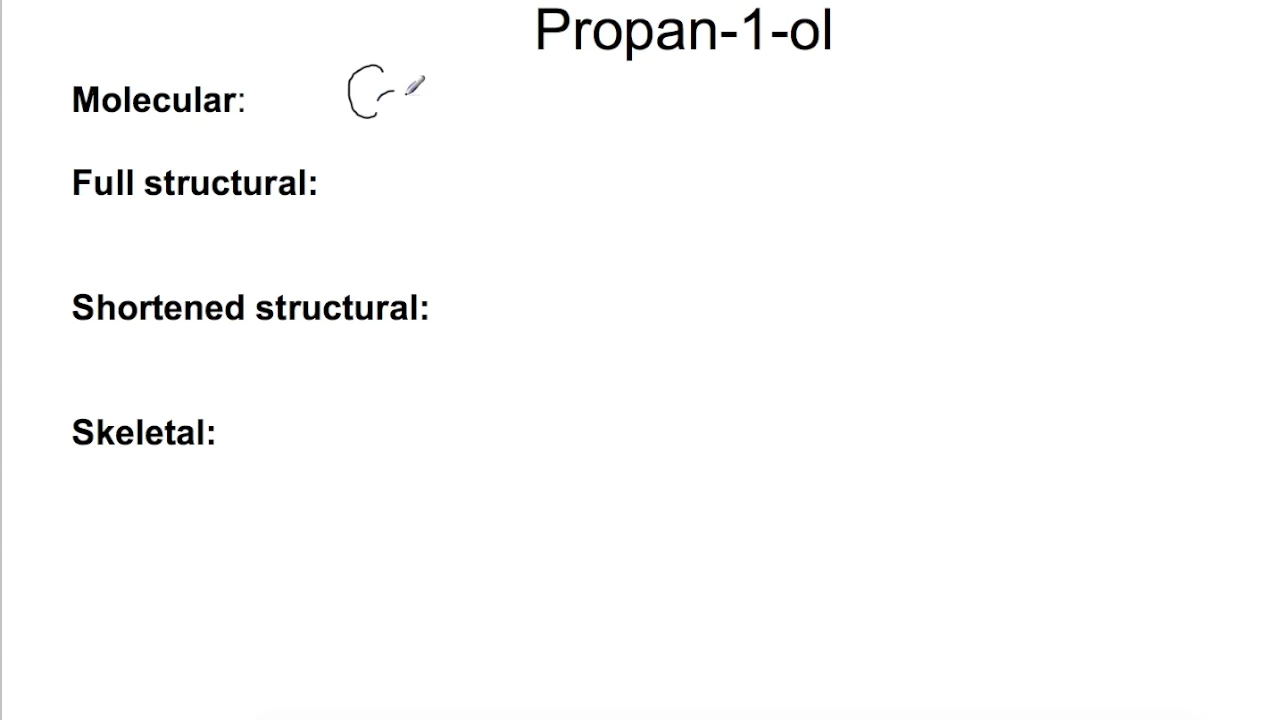 Propan-1-ol
Molecular: C
Full structural:
Shortened structural:
Skeletal: